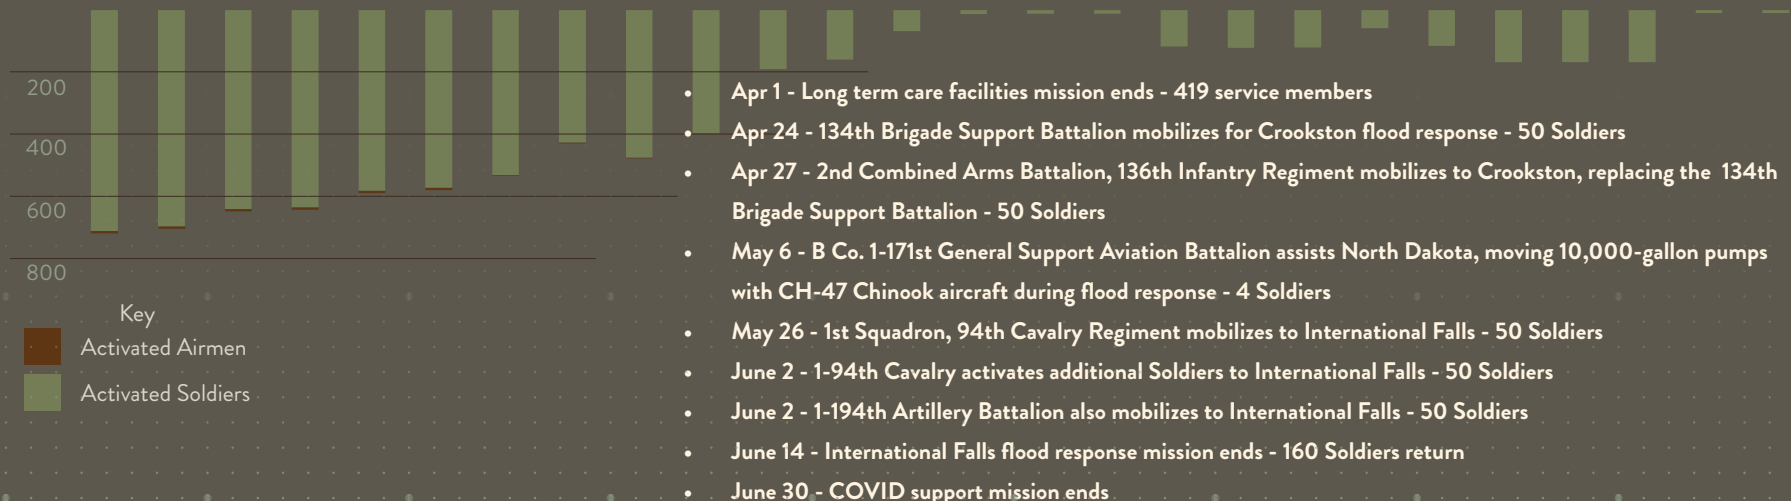 200
400
600
800
Key
Activated Airmen
Activated Soldiers
• Apr 1 - Long term care facilities mission ends - 419 service members
• Apr 24 - 134th Brigade Support Battalion mobilizes for Crookston flood response - 50 Soldiers
• Apr 27 - 2nd Combined Arms Battalion, 136th Infantry Regiment mobilizes to Crookston, replacing the 134th
Brigade Support Battalion - 50 Soldiers
• May 6 - B Co. 1-171st General Support Aviation Battalion assists North Dakota, moving 10,000-gallon pumps
with CH-47 Chinook aircraft during flood response - 4 Soldiers
• May 26 - 1st Squadron, 94th Cavalry Regiment mobilizes to International Falls - 50 Soldiers
• June 2 - 1-94th Cavalry activates additional Soldiers to International Falls - 50 Soldiers
• June 2 - 1-194th Artillery Battalion also mobilizes to International Falls - 50 Soldiers
• June 14 - International Falls flood response mission ends - 160 Soldiers return
• June 30 - COVID support mission ends